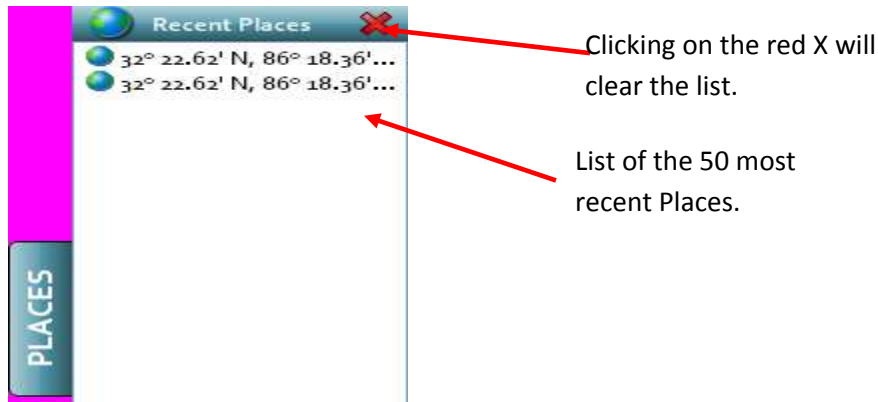 Recent Places
32° 22.62' N, 86° 18.36'...
32° 22.62' N, 86° 18.36'...
Clicking on the red X will
clear the list.
List of the 50 most
recent Places.
PLACES